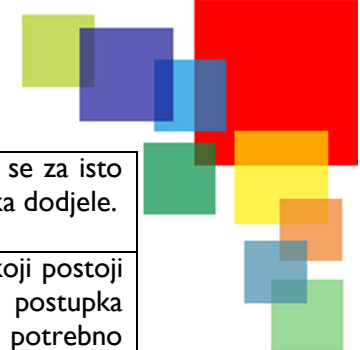 se za isto
ka dodjele.
koji postoji
postupka
potrebno